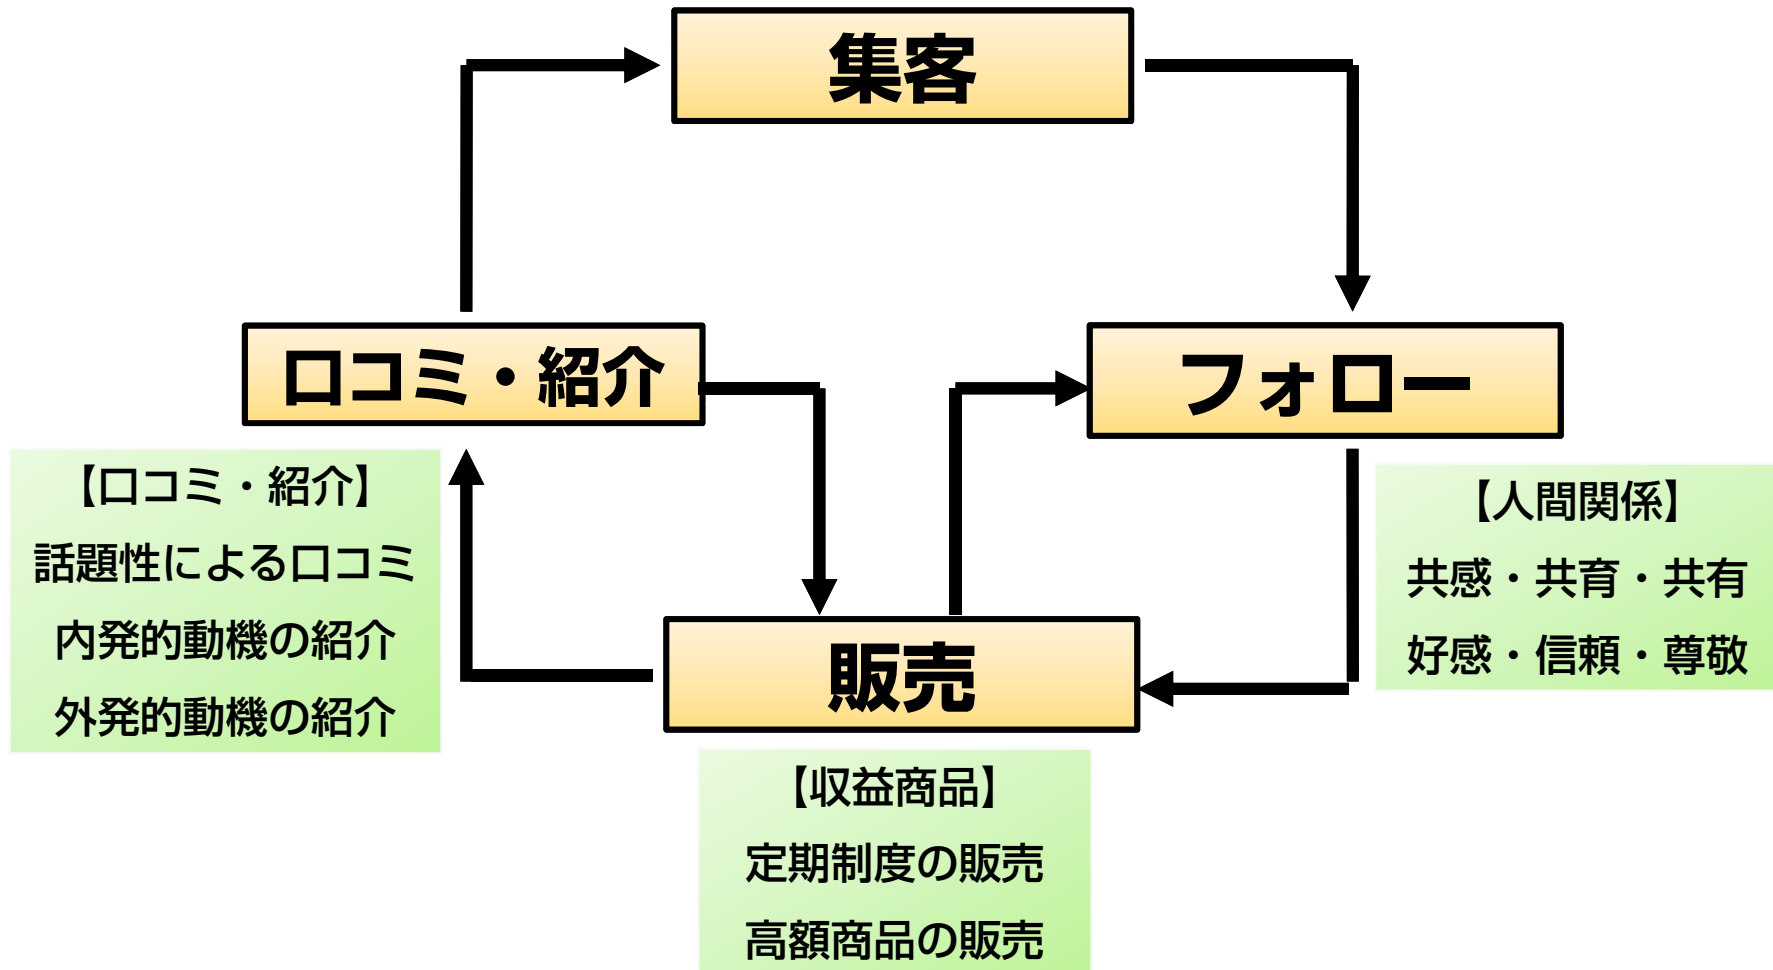 集客
口コミ・紹介
フォロー
【口コミ・紹介】
話題性による口コミ
内発的動機の紹介
外発的動機の紹介
【人間関係】
共感・共育・共有
好感・信頼・尊敬
販売
【収益商品】
定期制度の販売
高額商品の販売